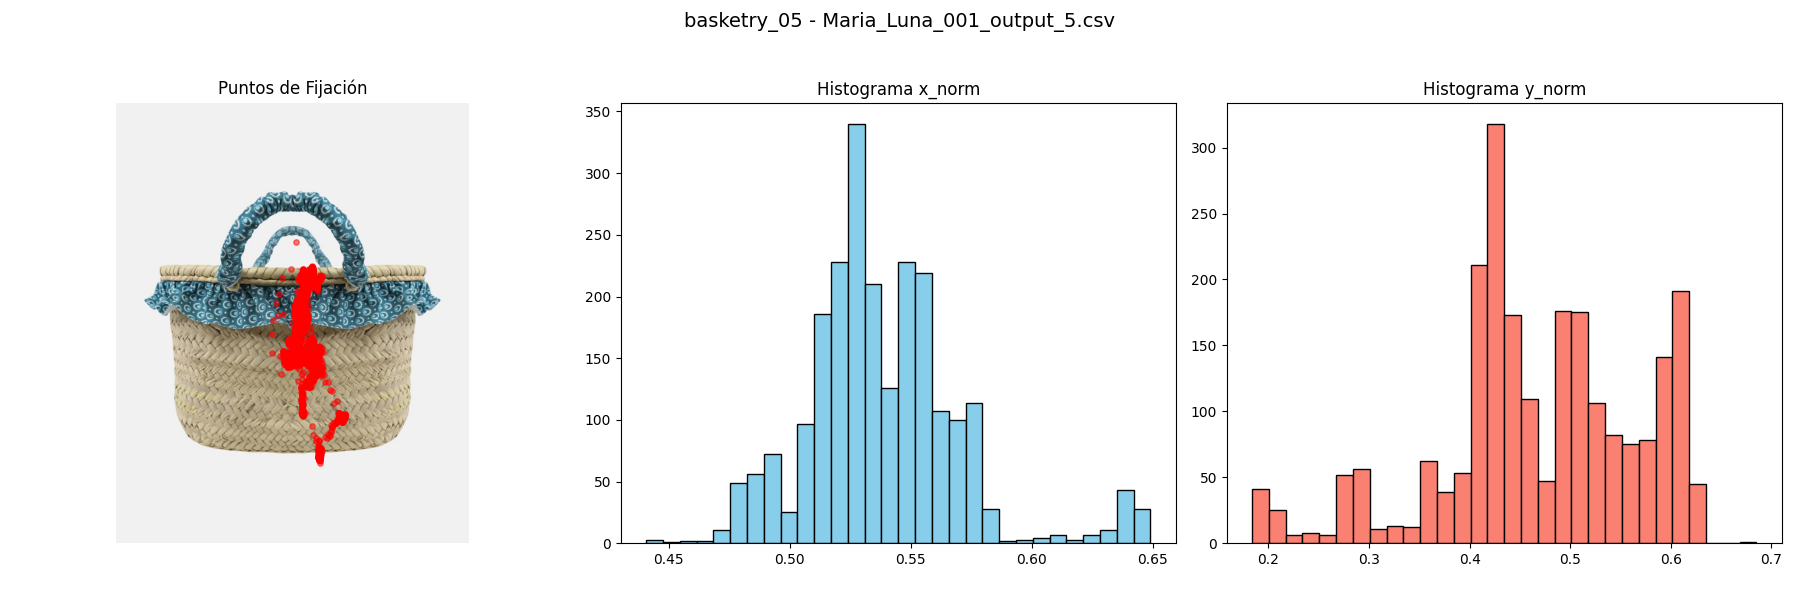 basketry_05 - Maria_Luna_001_output_5.csv
Puntos de Fijación
Histograma x_norm
350
300
250
200
150
100
50
0
0.45 0.50 0.55 0.60 0.65
Histograma y_norm
300
250
200
150
100
50
0
0.2 0.3 0.4 0.5 0.6 0.7